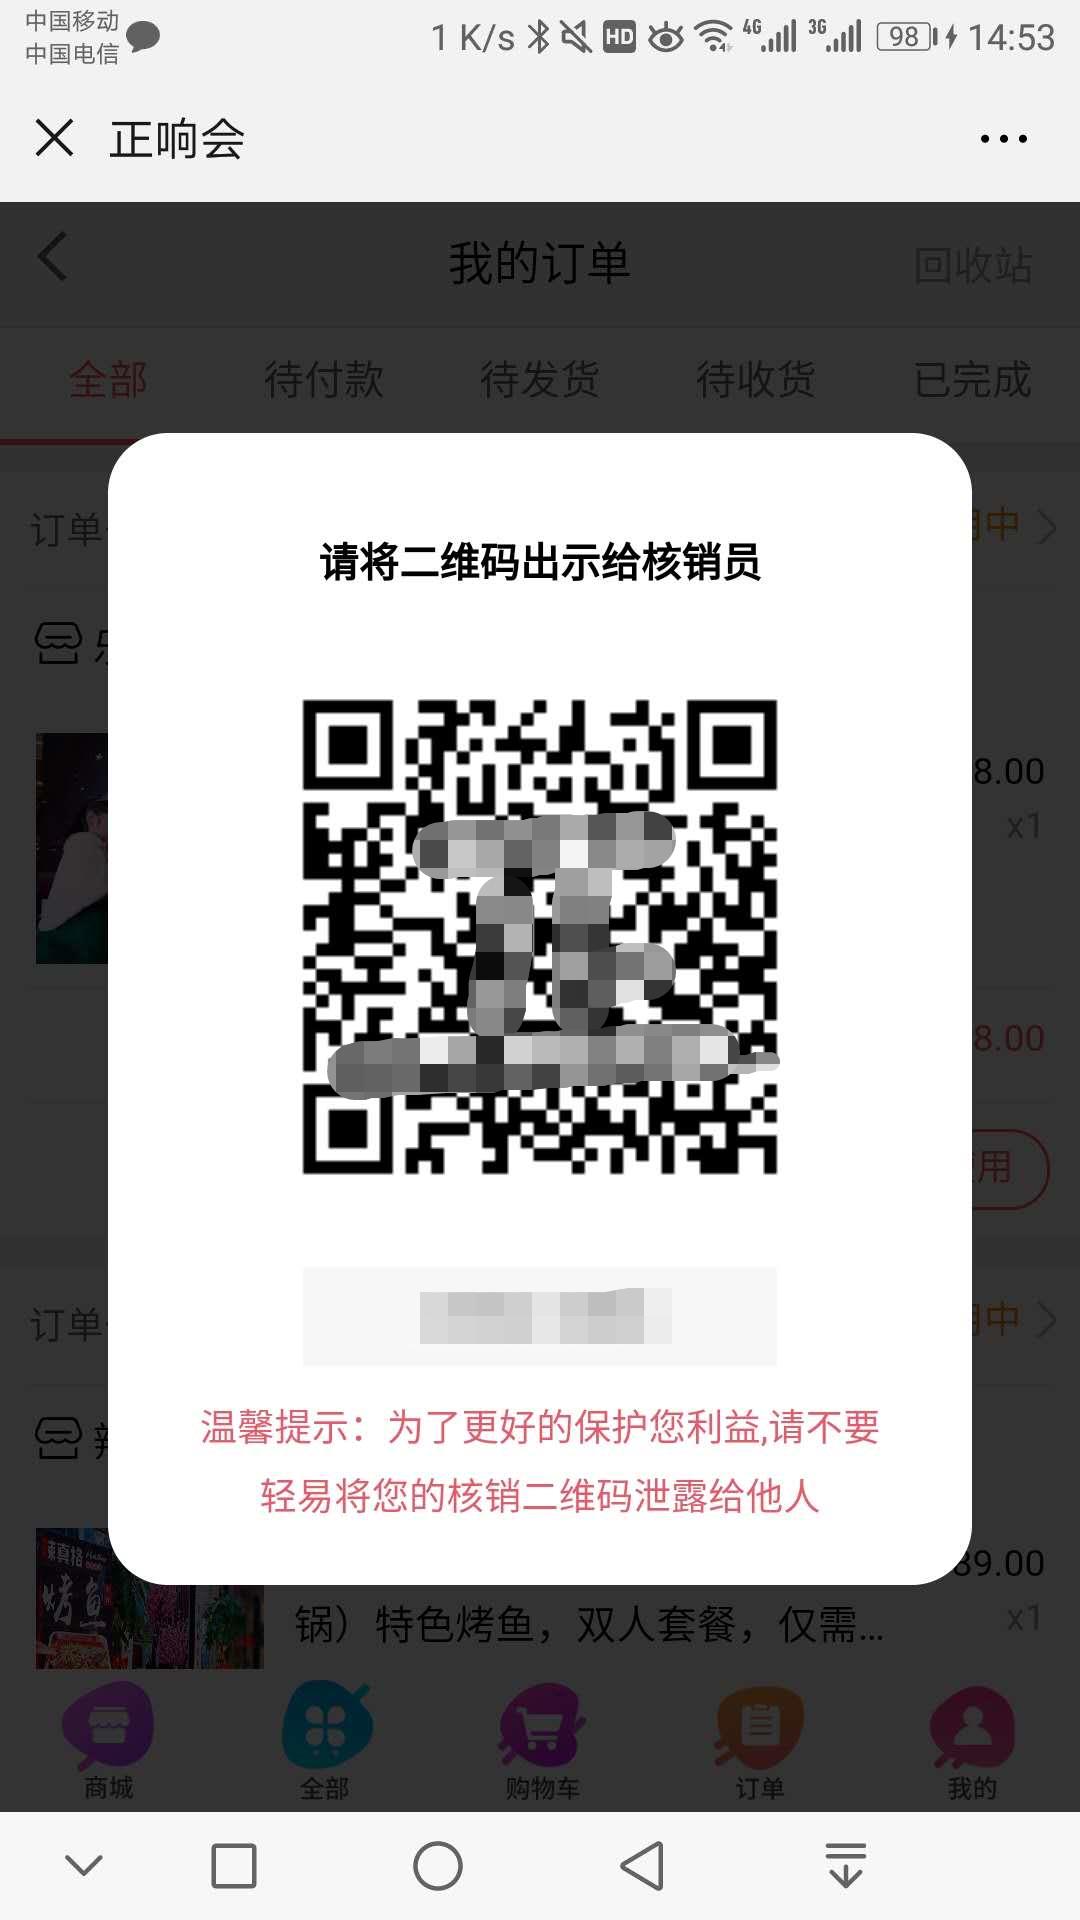 中国移动
中国电信
1 K/s HD 4G 3G 98 14:53
正响会
我的订单
回收站
全部 待付款 待发货 待收货 已完成
订单
中
请将二维码出示给核销员
8.00
x1
8.00
用
订单
中
温馨提示：为了更好的保护您利益,请不要
轻易将您的核销二维码泄露给他人
烤鱼
39.00
锅）特色烤鱼，双人套餐，仅需...
x1
商城 全部 购物车 订单 我的